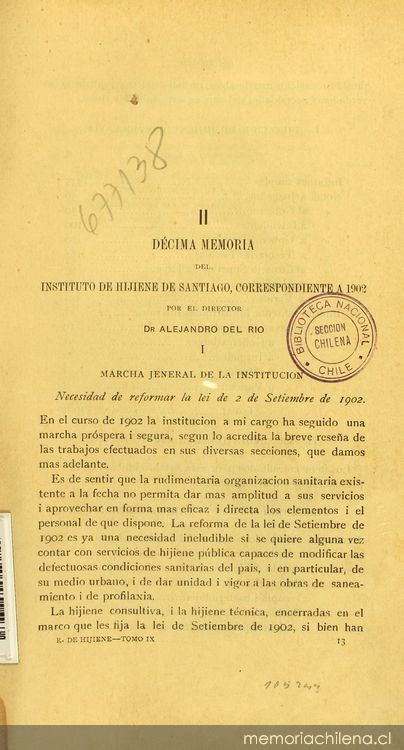 677138
II
DÉCIMA MEMORIA
DEL
INSTITUTO DE HIJIENE DE SANTIAGO, CORRESPONDIENTE A 1902
POR EL DIRECTOR
DR ALEJANDRO DEL RIO
BIBLIOTECA NACIONAL
SECCION
CHILENA
CHILE
I
MARCHA JENERAL DE LA INSTITUCION
Necesidad de reformar la lei de 2 de Setiembre de 1902.
En el curso de 1902 la institucion a mi cargo ha seguido una
marcha próspera i segura, segun lo acredita la breve reseña de
las trabajos efectuados en sus diversas secciones, que damos
mas adelante.
Es de sentir que la rudimentaria organizacion sanitaria exis-
tente a la fecha no permita dar mas amplitud a sus servicios
i aprovechar en forma mas eficaz i directa los elementos i el
personal de que dispone. La reforma de la lei de Setiembre de
1902 es ya una necesidad includible si se quiere alguna vez
contar con servicios de hijiene pública capaces de modificar las
defectuosas condiciones sanitarias del pais, i en particular, de
su medio urbano, i de dar unidad i vigor a las obras de sanea-
miento i de profilaxia.
La hijiene consultiva, i la hijiene técnica, encerradas en el
marco que les fija la lei de Setiembre de 1902, si bien han
R. DE HIJIENE—TOMO IX
13
memoriachilena.cl